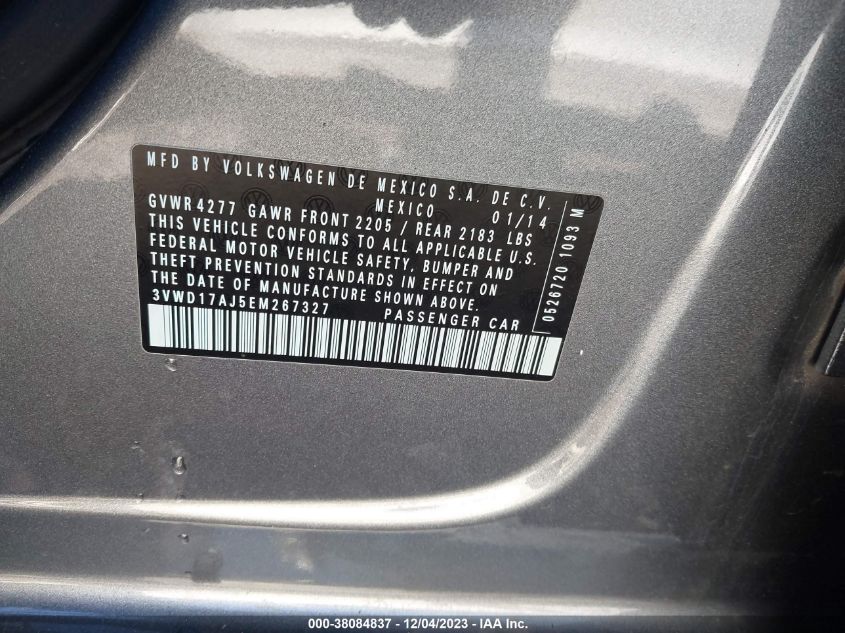 MFD BY VOLKSWAGEN DE MEXICO S.A. DE C.V.
MEXICO 01/14
GVWR 4277 GAWR FRONT 2205 / REAR 2183 LBS
THIS VEHICLE CONFORMS TO ALL APPLICABLE U.S.
FEDERAL MOTOR VEHICLE SAFETY, BUMPER AND
THEFT PREVENTION STANDARDS IN EFFECT ON
THE DATE OF MANUFACTURE SHOWN ABOVE.
3VWD17AJ5EM267327 PASSENGER CAR
0526720 1093 M
000-38084837 - 12/04/2023 - IAA Inc.